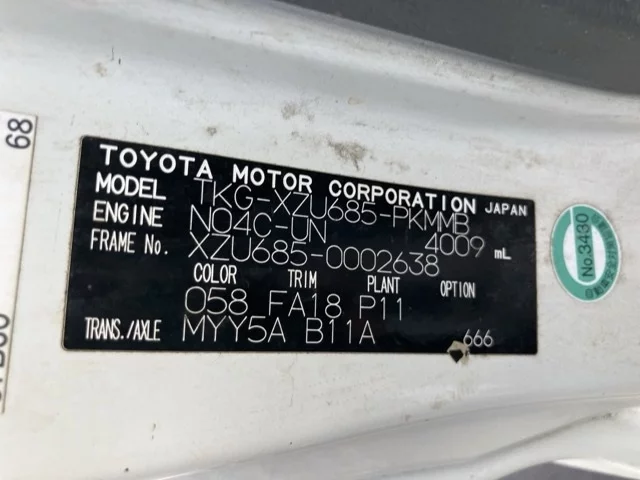 68
TOYOTA MOTOR CORPORATION JAPAN
MODEL TKG-XZU685-PKMMB
ENGINE N04C-UN 4009 mL
FRAME No. XZU685-0002638
COLOR TRIM PLANT OPTION
058 FA18 P11
TRANS./AXLE MYY5A B11A 666
No.3430